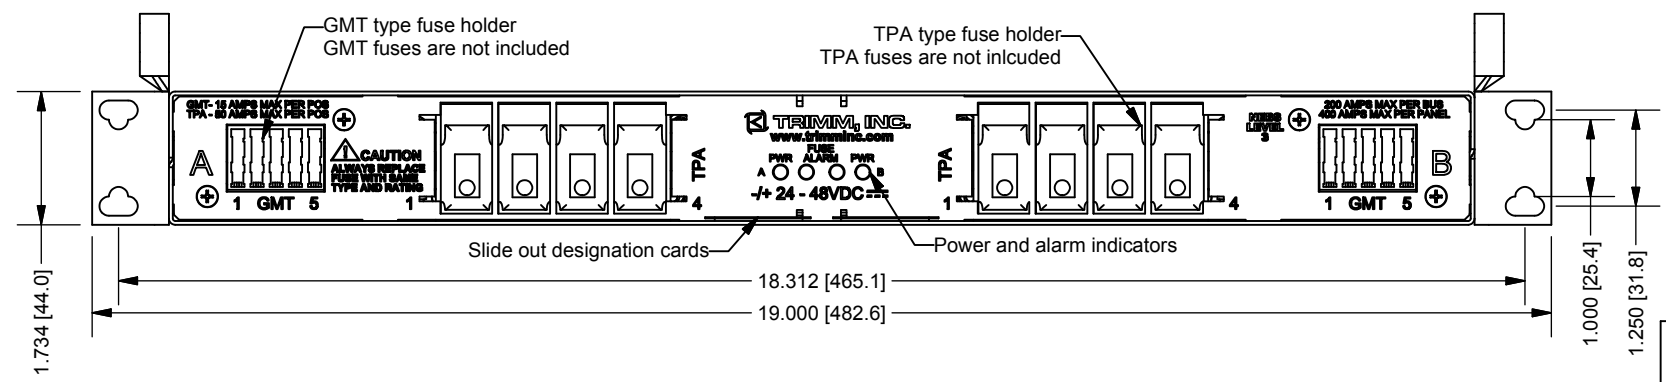 GMT type fuse holder
GMT fuses are not included
TPA type fuse holder
TPA fuses are not inlcuded
GMT- 15 AMPS MAX PER POS
TPA - 50 AMPS MAX PER POS
A
CAUTION
ALWAYS REPLACE
FUSE WITH SAME
TYPE AND RATING
1 GMT 5
1
TPA
4
TRIMM, INC.
www.trimminc.com
FUSE
PWR ALARM PWR
A B
-/+ 24 - 48VDC
TPA
1
4
NEBS
LEVEL
3
200 AMPS MAX PER BUS
400 AMPS MAX PER PANEL
B
1 GMT 5
Slide out designation cards
Power and alarm indicators
18.312 [465.1]
19.000 [482.6]
1.734 [44.0]
1.000 [25.4]
1.250 [31.8]